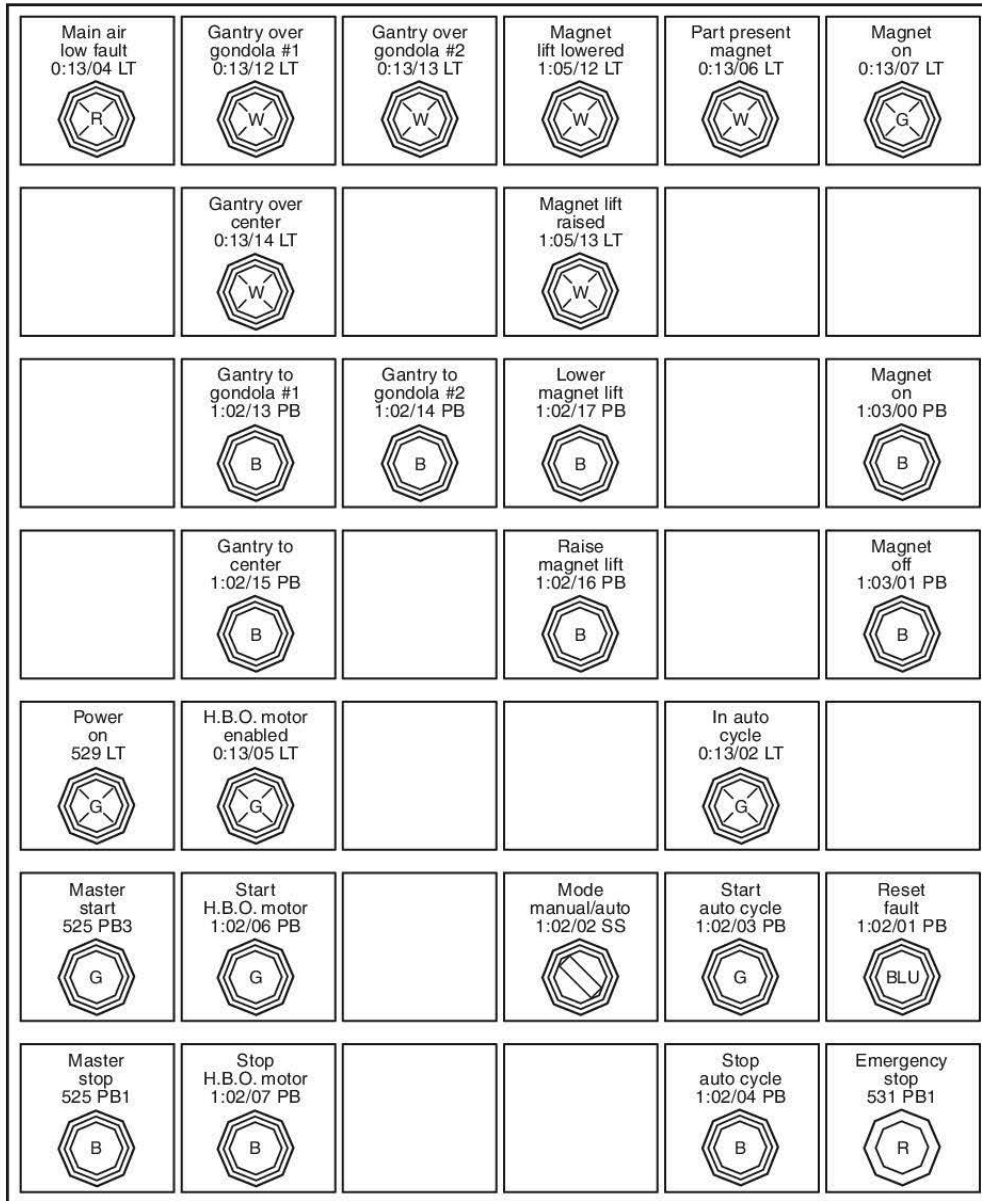 Main air
low fault
0:13/04 LT
R
Gantry over
gondola #1
0:13/12 LT
W
Gantry over
gondola #2
0:13/13 LT
W
Magnet
lift lowered
1:05/12 LT
W
Part present
magnet
0:13/06 LT
W
Magnet
on
0:13/07 LT
G
Gantry over
center
0:13/14 LT
W
Magnet lift
raised
1:05/13 LT
W
Gantry to
gondola #1
1:02/13 PB
B
Gantry to
gondola #2
1:02/14 PB
B
Lower
magnet lift
1:02/17 PB
B
Magnet
on
1:03/00 PB
B
Gantry to
center
1:02/15 PB
B
Raise
magnet lift
1:02/16 PB
B
Magnet
off
1:03/01 PB
B
Power
on
529 LT
G
H.B.O. motor
enabled
0:13/05 LT
G
In auto
cycle
0:13/02 LT
G
Master
start
525 PB3
G
Start
H.B.O. motor
1:02/06 PB
G
Mode
manual/auto
1:02/02 SS
Start
auto cycle
1:02/03 PB
G
Reset
fault
1:02/01 PB
BLU
Master
stop
525 PB1
B
Stop
H.B.O. motor
1:02/07 PB
B
Stop
auto cycle
1:02/04 PB
B
Emergency
stop
531 PB1
R